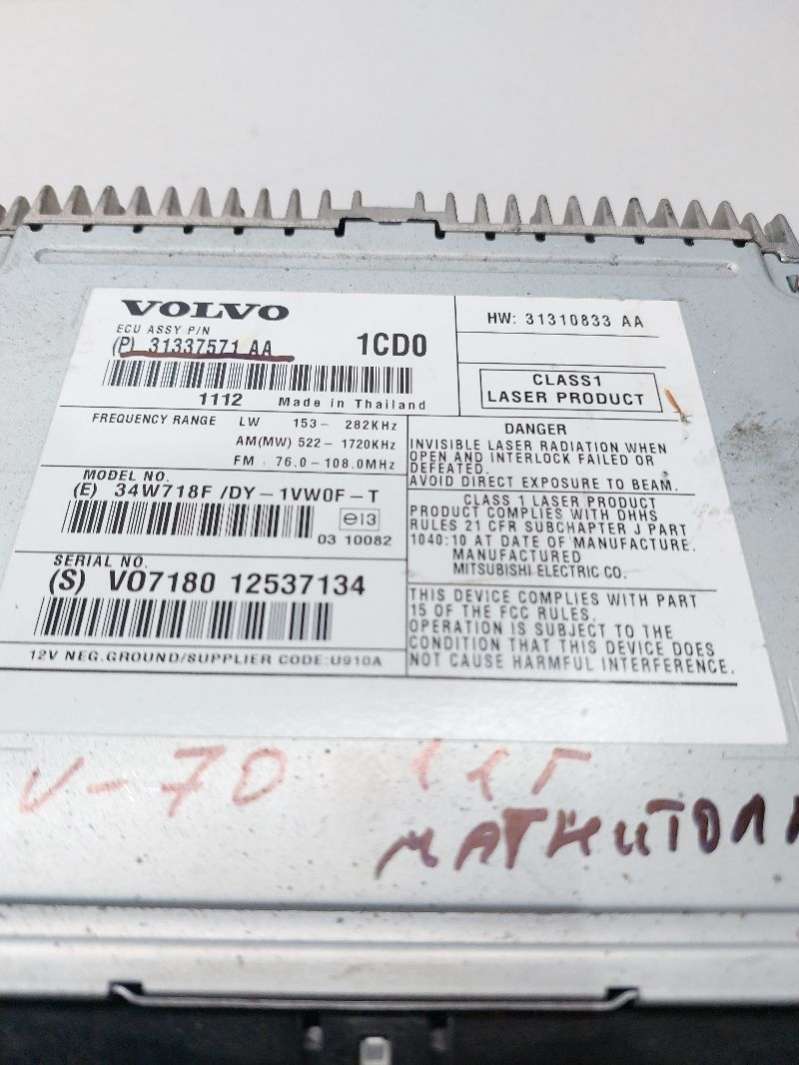 VOLVO
ECU ASSY P/N
(P) 31337571 AA
1CD0
1112 Made in Thailand
HW: 31310833 AA
CLASS1
LASER PRODUCT
FREQUENCY RANGE LW 153- 282KHz
AM(MW) 522-1720KHz
FM 76.0-108.0MHz
DANGER
INVISIBLE LASER RADIATION WHEN
OPEN AND INTERLOCK FAILED OR
DEFEATED.
AVOID DIRECT EXPOSURE TO BEAM.
MODEL NO.
(E) 34W718F /DY-1VW0F-T
e13
03 10082
CLASS 1 LASER PRODUCT
PRODUCT COMPLIES WITH DHHS
RULES 21 CFR SUBCHAPTER J PART
1040:10 AT DATE OF MANUFACTURE.
MANUFACTURED
MITSUBISHI ELECTRIC CO.
SERIAL NO.
(S) VO7180 12537134
THIS DEVICE COMPLIES WITH PART
15 OF THE FCC RULES.
OPERATION IS SUBJECT TO THE
CONDITION THAT THIS DEVICE DOES
NOT CAUSE HARMFUL INTERFERENCE.
12V NEG.GROUND/SUPPLIER CODE:U910A
V-70 11г
магнитол